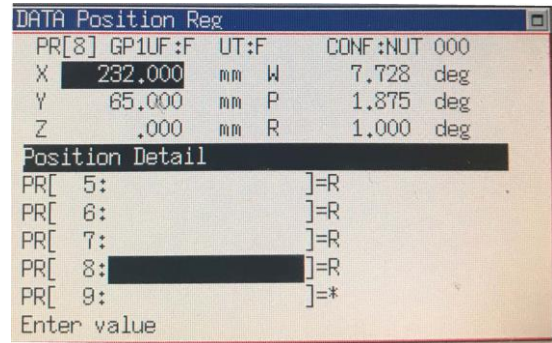 DATA Position Reg
PR[8] GP1UF:F UT:F CONF:NUT 000
X 232.000 mm W 7.728 deg
Y 65.000 mm P 1.875 deg
Z .000 mm R 1.000 deg
Position Detail
PR[ 5: ]=R
PR[ 6: ]=R
PR[ 7: ]=R
PR[ 8: ]=R
PR[ 9: ]=*
Enter value